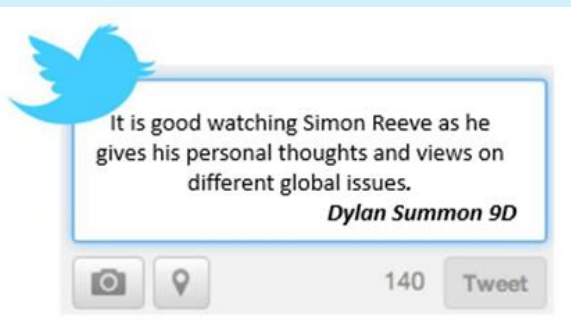 It is good watching Simon Reeve as he
gives his personal thoughts and views on
different global issues.
Dylan Summon 9D
140 Tweet